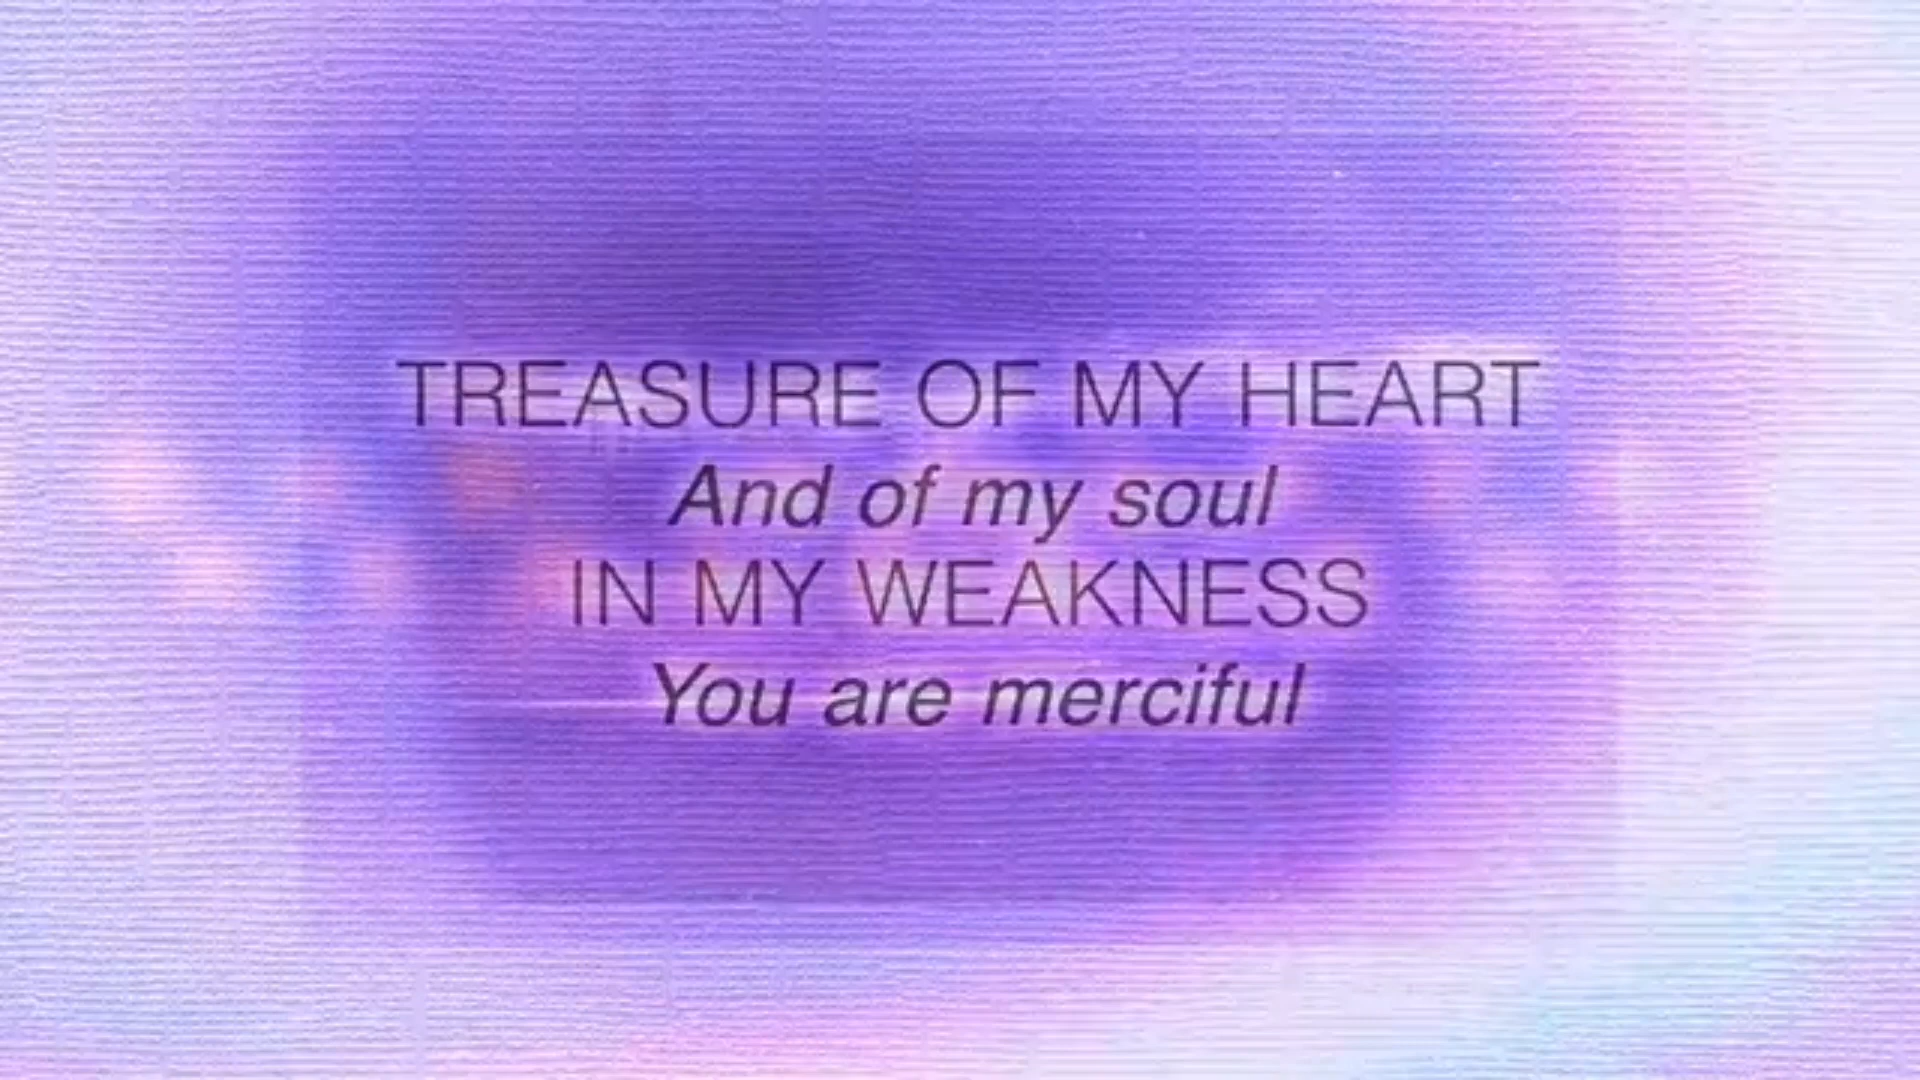 TREASURE OF MY HEART
And of my soul
IN MY WEAKNESS
You are merciful